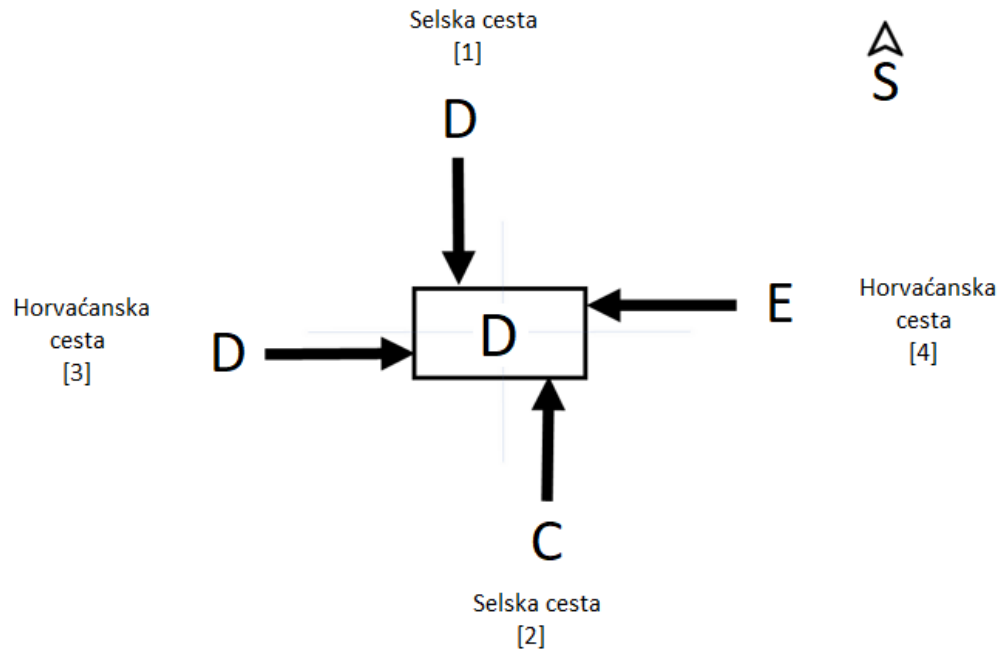 Selska cesta
[1]
S
D
Horvaćanska
cesta
[3]
D
D
E
Horvaćanska
cesta
[4]
C
Selska cesta
[2]